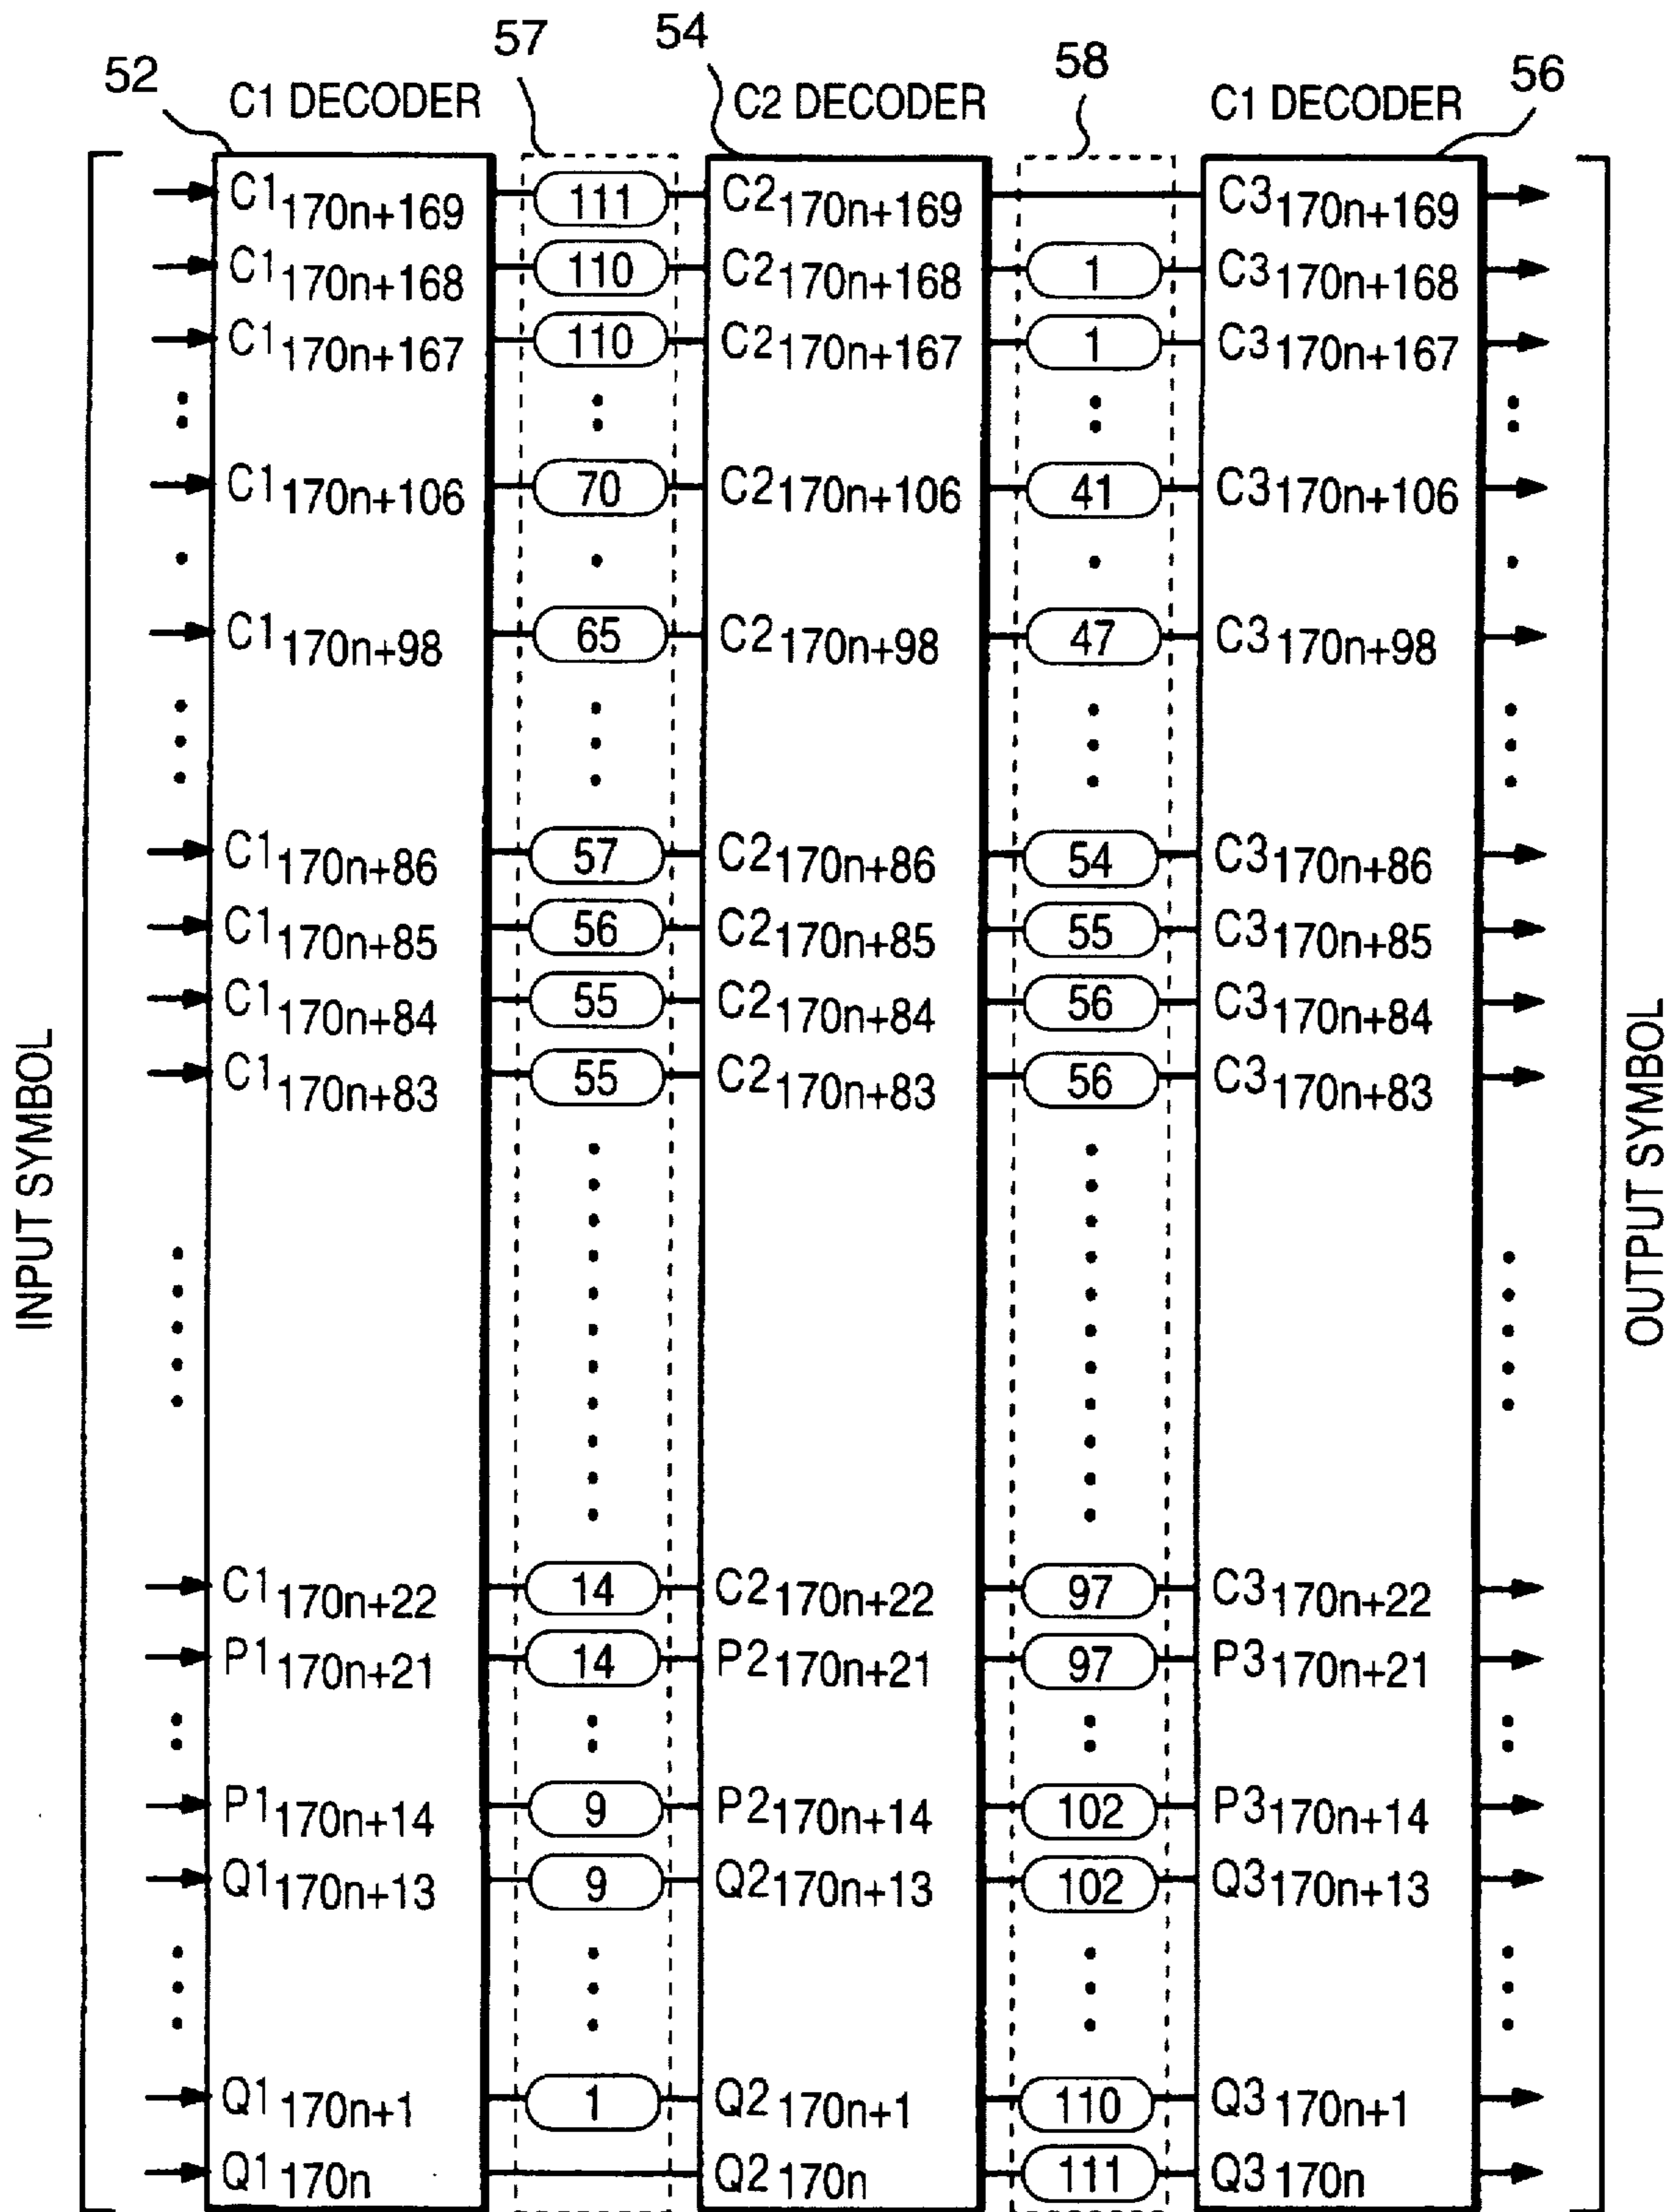 52 57 54 58 56
C1 DECODER C2 DECODER C1 DECODER
C1170n+169 111 C2170n+169 C3170n+169
C1170n+168 110 C2170n+168 1 C3170n+168
C1170n+167 110 C2170n+167 1 C3170n+167
C1170n+106 70 C2170n+106 41 C3170n+106
C1170n+98 65 C2170n+98 47 C3170n+98
C1170n+86 57 C2170n+86 54 C3170n+86
C1170n+85 56 C2170n+85 55 C3170n+85
C1170n+84 55 C2170n+84 56 C3170n+84
C1170n+83 55 C2170n+83 56 C3170n+83
INPUT SYMBOL
OUTPUT SYMBOL
C1170n+22 14 C2170n+22 97 C3170n+22
P1170n+21 14 P2170n+21 97 P3170n+21
P1170n+14 9 P2170n+14 102 P3170n+14
Q1170n+13 9 Q2170n+13 102 Q3170n+13
Q1170n+1 1 Q2170n+1 110 Q3170n+1
Q1170n Q2170n 111 Q3170n